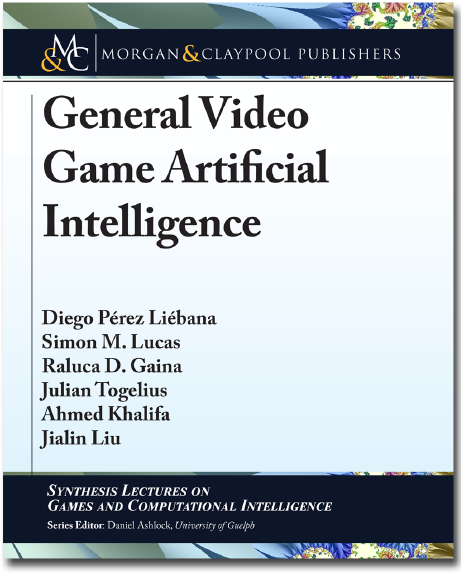 M&C MORGAN & CLAYPOOL PUBLISHERS
General Video
Game Artificial
Intelligence
Diego Pérez Liébana
Simon M. Lucas
Raluca D. Gaina
Julian Togelius
Ahmed Khalifa
Jialin Liu
SYNTHESIS LECTURES ON
GAMES AND COMPUTATIONAL INTELLIGENCE
Series Editor: Daniel Ashlock, University of Guelph